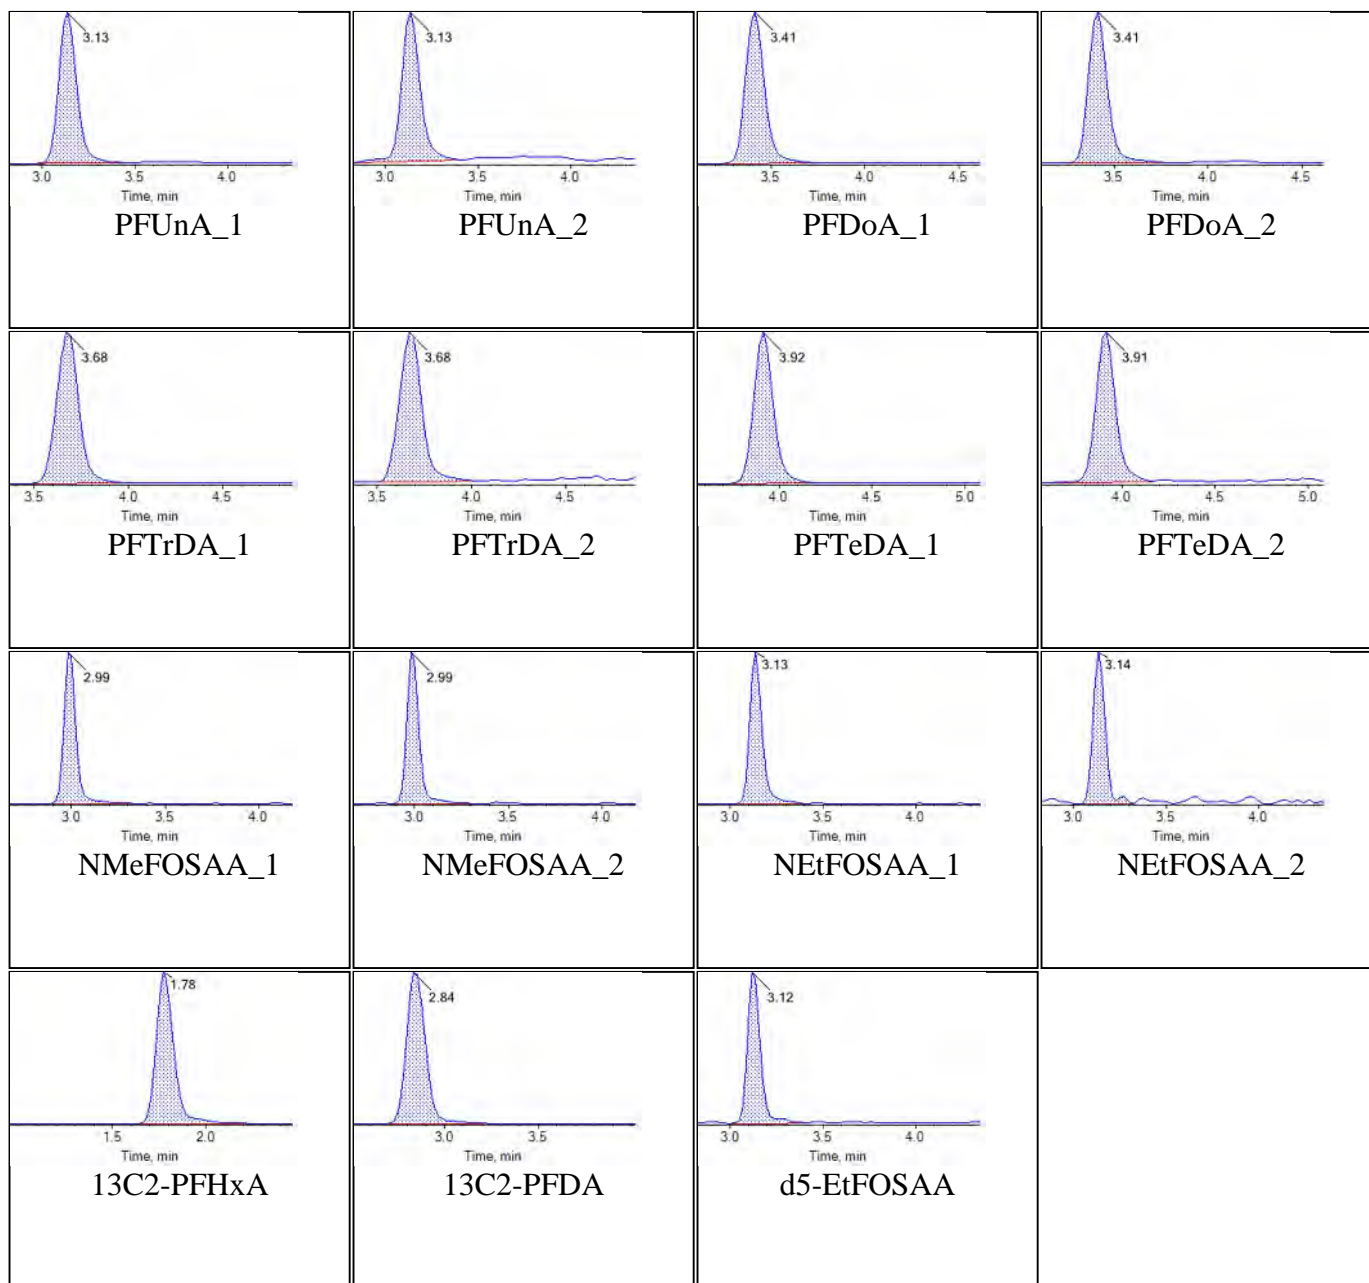 3.13
3.0 3.5 4.0
Time, min
PFUnA_1
3.13
3.0 3.5 4.0
Time, min
PFUnA_2
3.41
3.5 4.0 4.5
Time, min
PFDoA_1
3.41
3.5 4.0 4.5
Time, min
PFDoA_2
3.68
3.5 4.0 4.5
Time, min
PFTrDA_1
3.68
3.5 4.0 4.5
Time, min
PFTrDA_2
3.92
4.0 4.5 5.0
Time, min
PFTeDA_1
3.91
4.0 4.5 5.0
Time, min
PFTeDA_2
2.99
3.0 3.5 4.0
Time, min
NMeFOSAA_1
2.99
3.0 3.5 4.0
Time, min
NMeFOSAA_2
3.13
3.0 3.5 4.0
Time, min
NEtFOSAA_1
3.14
3.0 3.5 4.0
Time, min
NEtFOSAA_2
1.78
1.5 2.0
Time, min
13C2-PFHxA
2.84
3.0 3.5
Time, min
13C2-PFDA
3.12
3.0 3.5 4.0
Time, min
d5-EtFOSAA